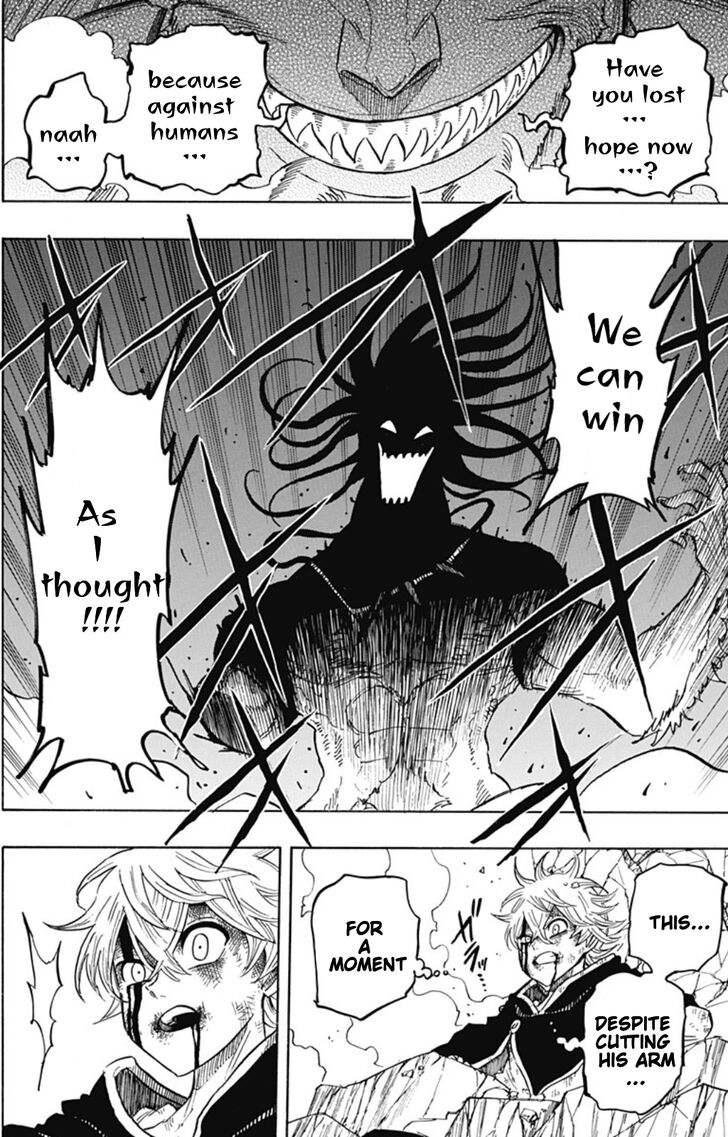 Have
you lost
...
hope now
...?
because
against
humans
...
naah
...
We
can
win
As
I
thought
!!!!
THIS...
DESPITE
CUTTING
HIS ARM
...
FOR
A
MOMENT